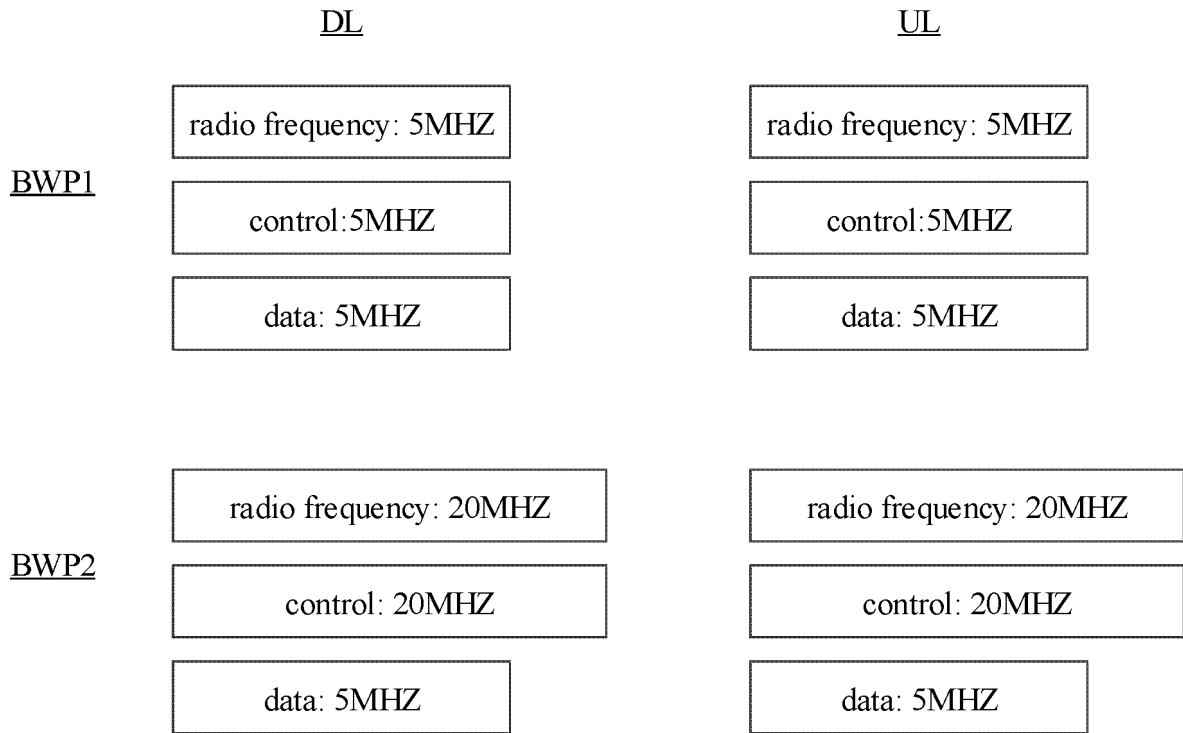 DL UL
radio frequency: 5MHZ radio frequency: 5MHZ
BWP1
control:5MHZ control:5MHZ
data: 5MHZ data: 5MHZ
radio frequency: 20MHZ radio frequency: 20MHZ
BWP2
control: 20MHZ control: 20MHZ
data: 5MHZ data: 5MHZ